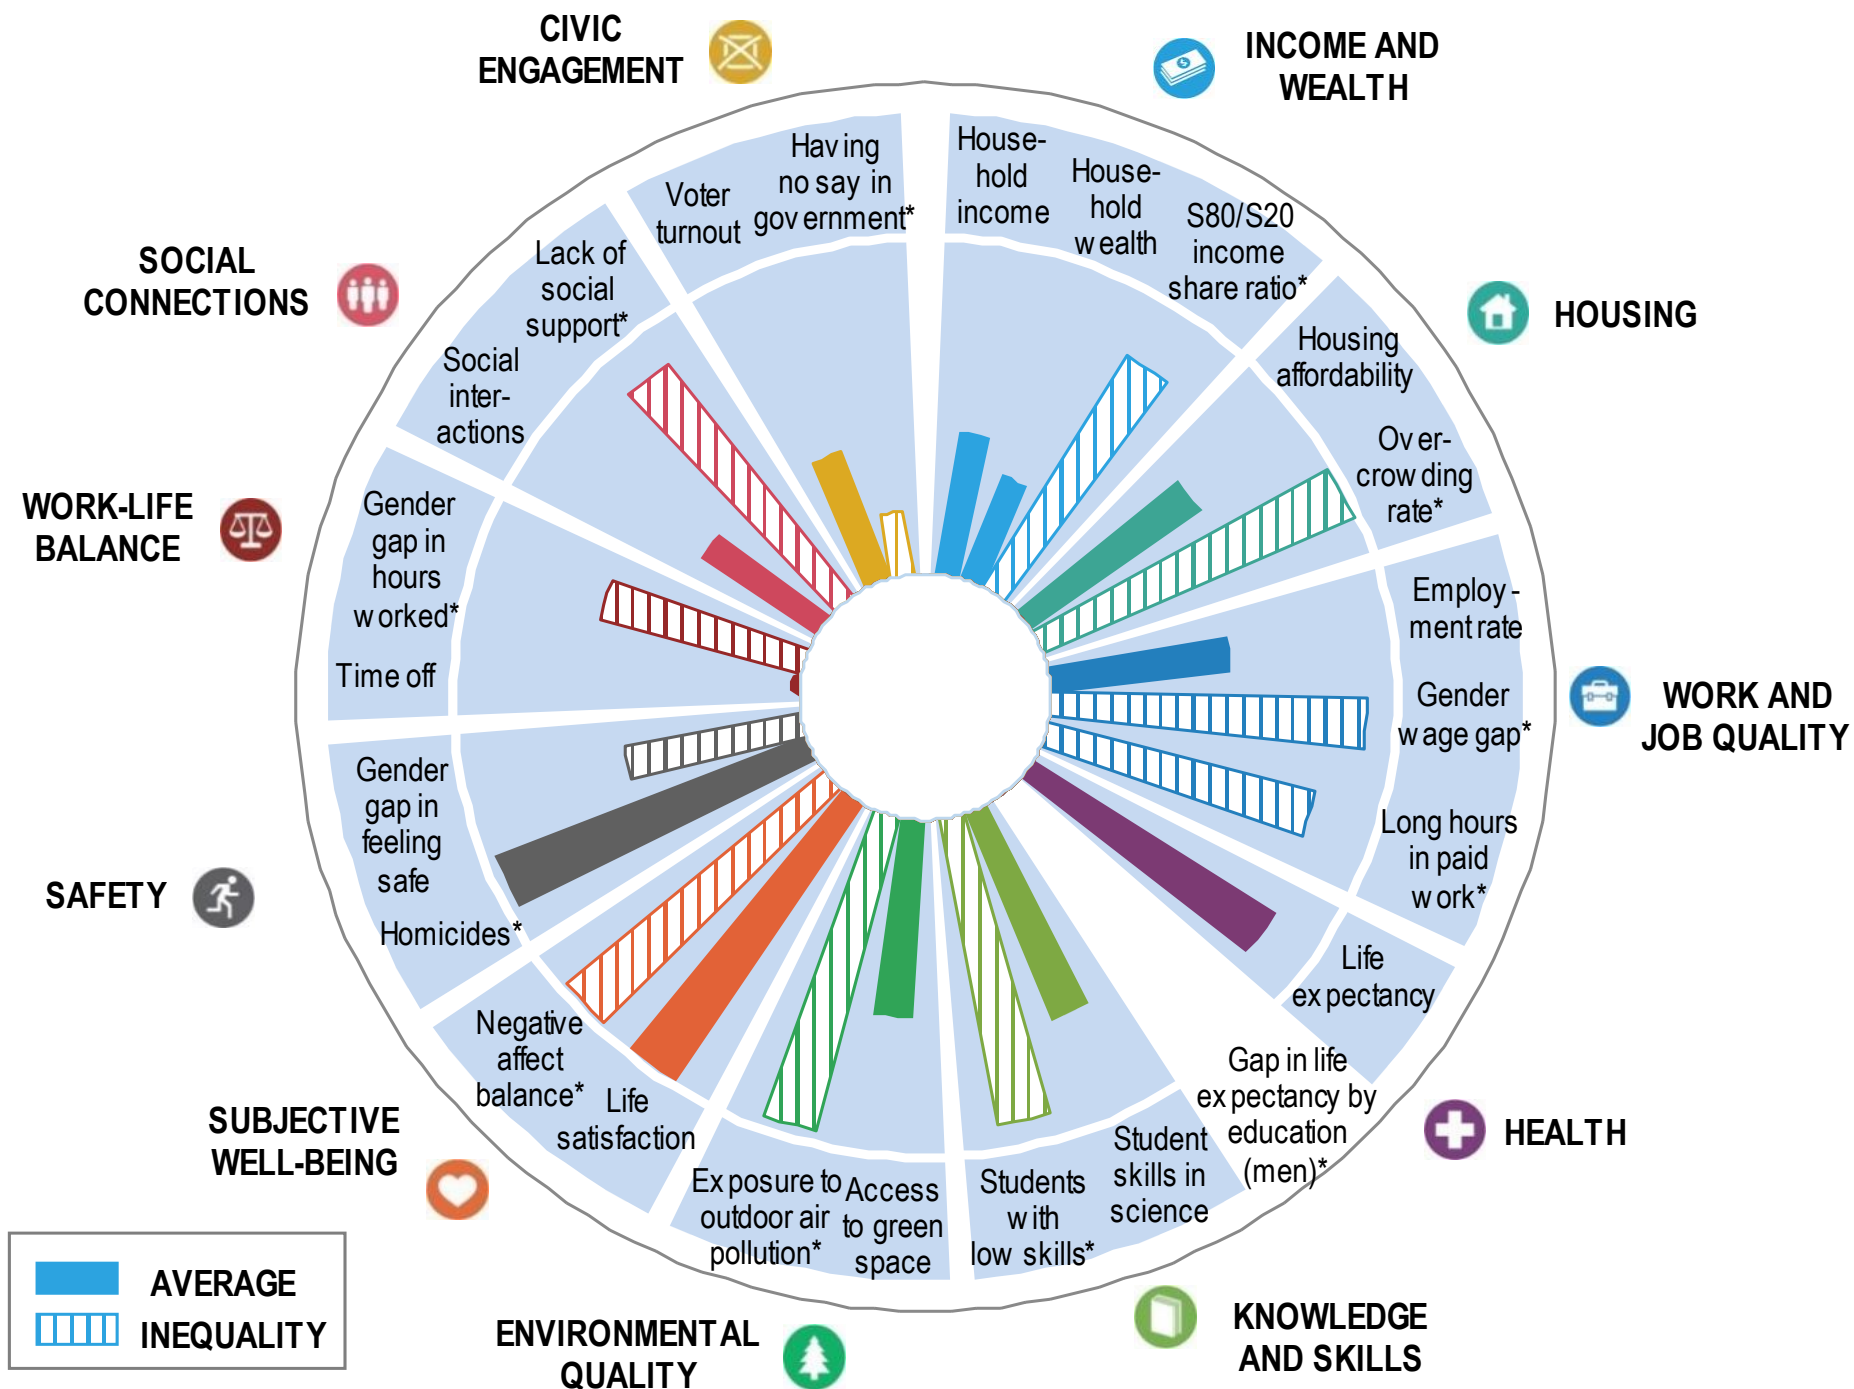 CIVIC
ENGAGEMENT
INCOME AND
WEALTH
HOUSING
WORK AND
JOB QUALITY
HEALTH
KNOWLEDGE
AND SKILLS
ENVIRONMENTAL
QUALITY
SUBJECTIVE
WELL-BEING
SAFETY
WORK-LIFE
BALANCE
SOCIAL
CONNECTIONS
House-
hold
income
House-
hold
wealth
S80/S20
income
share ratio*
Housing
affordability
Over-
crowding
rate*
Employ-
ment rate
Gender
wage gap*
Long hours
in paid
work*
Life
expectancy
Gap in life
expectancy by
education
(men)*
Student
skills in
science
Students
with
low skills*
Access
to green
space
Exposure to
outdoor air
pollution*
Life
satisfaction
Negative
affect
balance*
Homicides*
Gender
gap in
feeling
safe
Time off
Gender
gap in
hours
worked*
Social
inter-
actions
Lack of
social
support*
Voter
turnout
Having
no say in
government*
$
AVERAGE
INEQUALITY